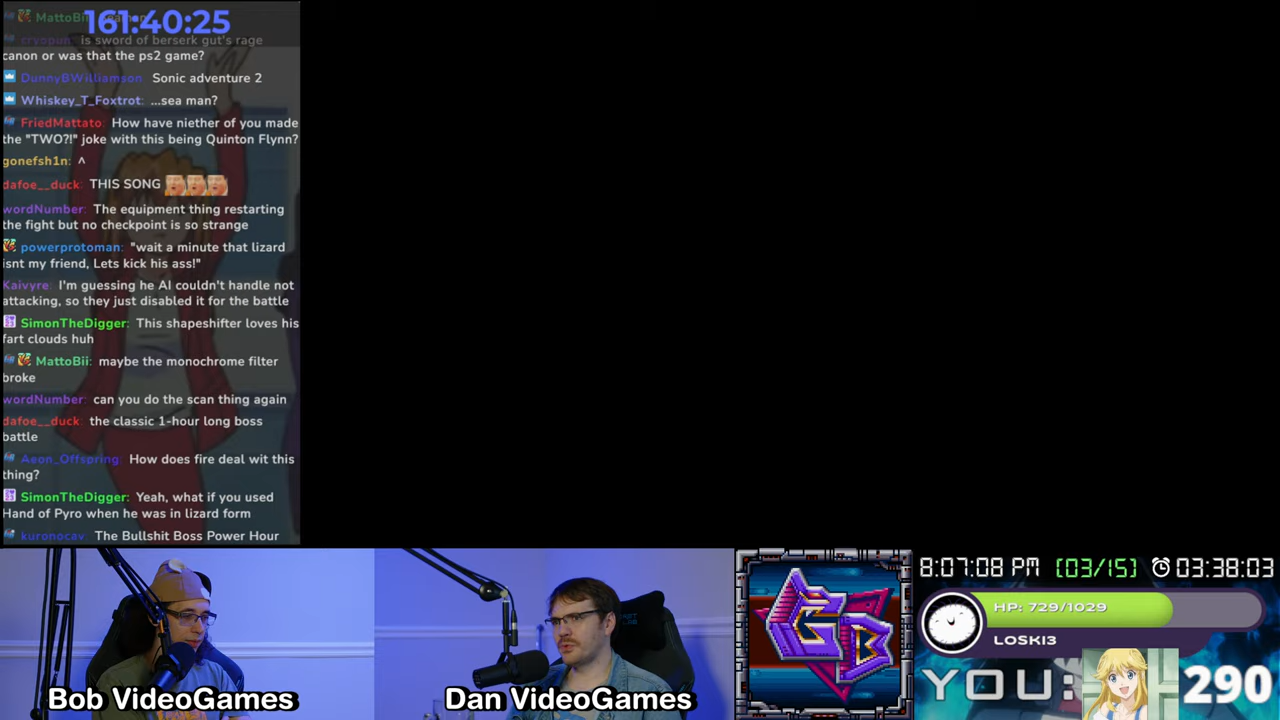 161:40:25
MattoBii:
cryopun: is sword of berserk gut's rage
canon or was that the ps2 game?
DunnyBWilliamson: Sonic adventure 2
Whiskey_T_Foxtrot: ...sea man?
FriedMattato: How have niether of you made
the "TWO?!" joke with this being Quinton Flynn?
gonefsh1n: ^
dafoe__duck: THIS SONG
wordNumber: The equipment thing restarting
the fight but no checkpoint is so strange
powerprotoman: "wait a minute that lizard
isnt my friend, Lets kick his ass!"
Kaivyre: I'm guessing he AI couldn't handle not
attacking, so they just disabled it for the battle
SimonTheDigger: This shapeshifter loves his
fart clouds huh
MattoBii: maybe the monochrome filter
broke
wordNumber: can you do the scan thing again
dafoe__duck: the classic 1-hour long boss
battle
Aeon_Offspring: How does fire deal wit this
thing?
SimonTheDigger: Yeah, what if you used
Hand of Pyro when he was in lizard form
kuronocav: The Bullshit Boss Power Hour
Bob VideoGames
Dan VideoGames
GB
8:07:08 PM [03/15] 03:38:03
HP: 729/1029
LOSKI3
YOU: 290